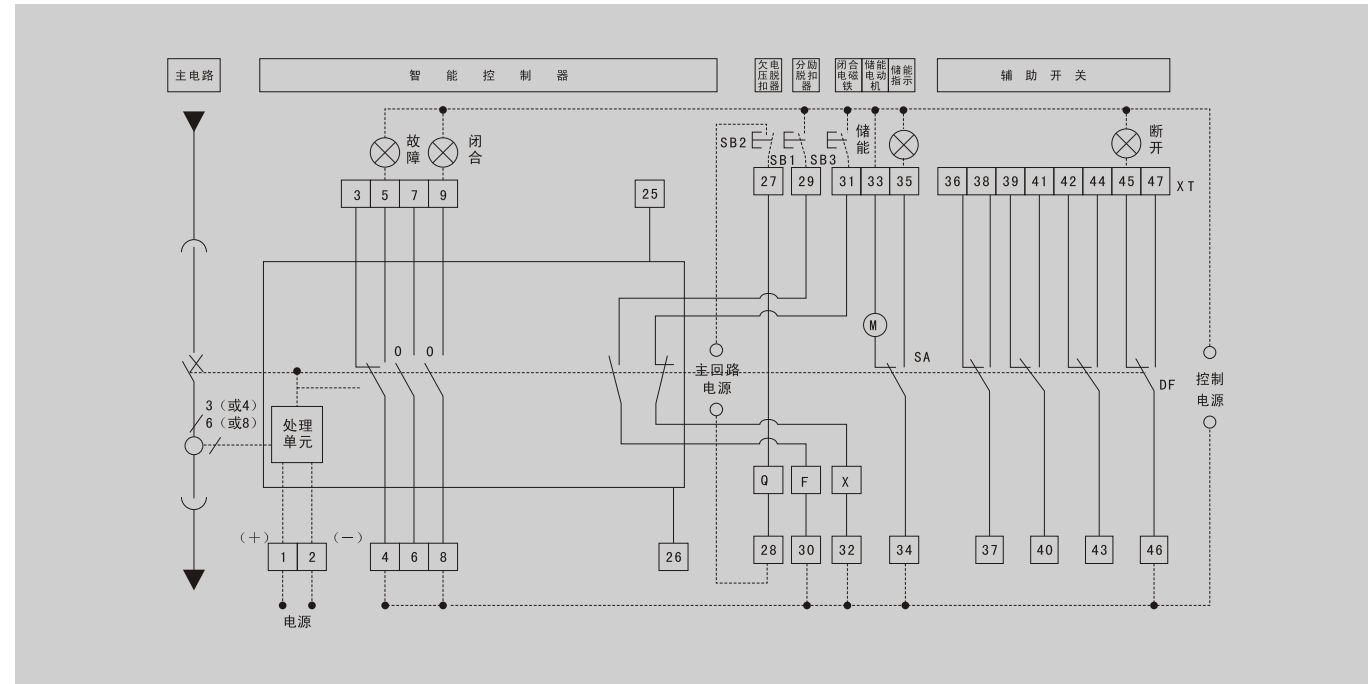 主电路
智能控制器
欠电
压脱
扣器
分励
脱扣
器
闭合
电磁
铁
储能
电动
机
储能
指示
辅助开关
故
障
闭
合
SB2
SB1
SB3
储
能
断
开
3 5 7 9
25
27 29 31 33 35
36 38 39 41 42 44 45 47 XT
M
O O
SA
主回路
电源
DF
控制
电源
3（或4）
6（或8）
处理
单元
Q F X
（+） （-）
1 2 4 6 8 26 28 30 32 34 37 40 43 46
电源